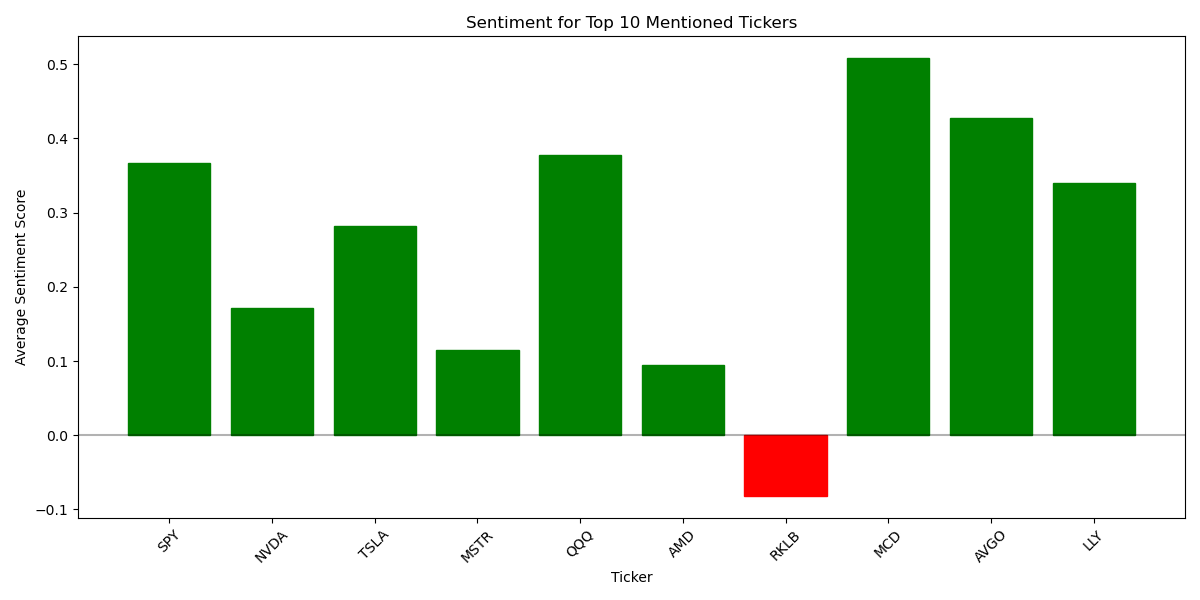 Sentiment for Top 10 Mentioned Tickers
Average Sentiment Score
0.5
0.4
0.3
0.2
0.1
0.0
−0.1
SPY
NVDA
TSLA
MSTR
QQQ
AMD
RKLB
MCD
AVGO
LLY
Ticker